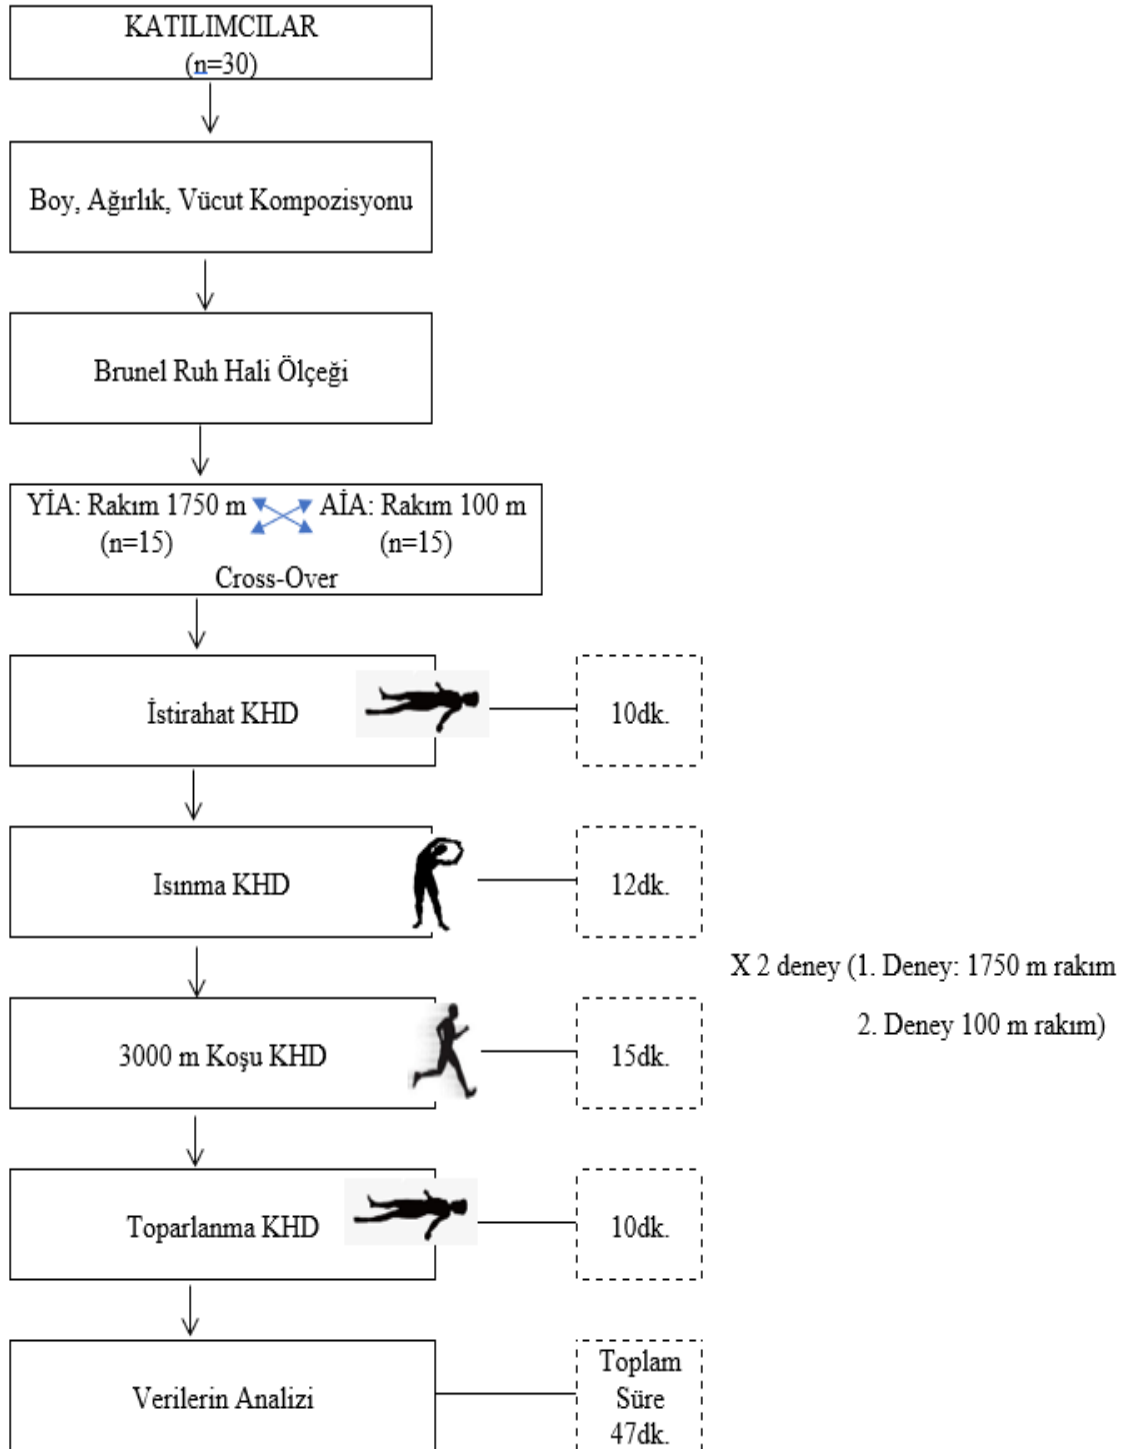 KATILIMCILAR
(n=30)
Boy, Ağırlık, Vücut Kompozisyonu
Brunel Ruh Hali Ölçeği
YİA: Rakım 1750 m AİA: Rakım 100 m
(n=15) (n=15)
Cross-Over
İstirahat KHD 10dk.
Isınma KHD 12dk.
X 2 deney (1. Deney: 1750 m rakım
2. Deney 100 m rakım)
3000 m Koşu KHD 15dk.
Toparlanma KHD 10dk.
Verilerin Analizi
Toplam
Süre
47dk.